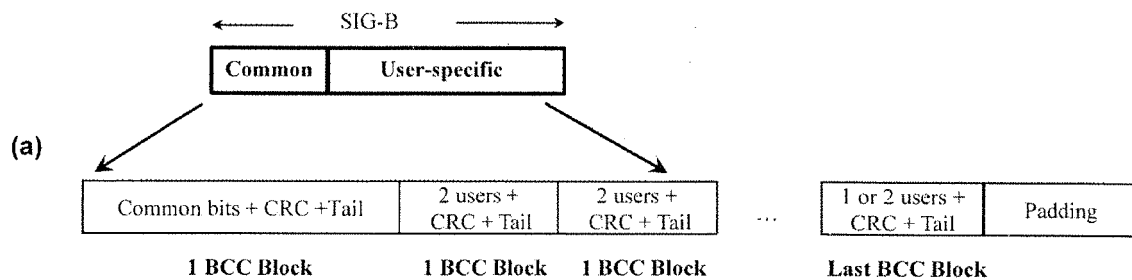 SIG-B
Common User-specific
(a)
Common bits + CRC +Tail
2 users +
CRC + Tail
2 users +
CRC + Tail
...
1 or 2 users +
CRC + Tail
Padding
1 BCC Block 1 BCC Block 1 BCC Block Last BCC Block